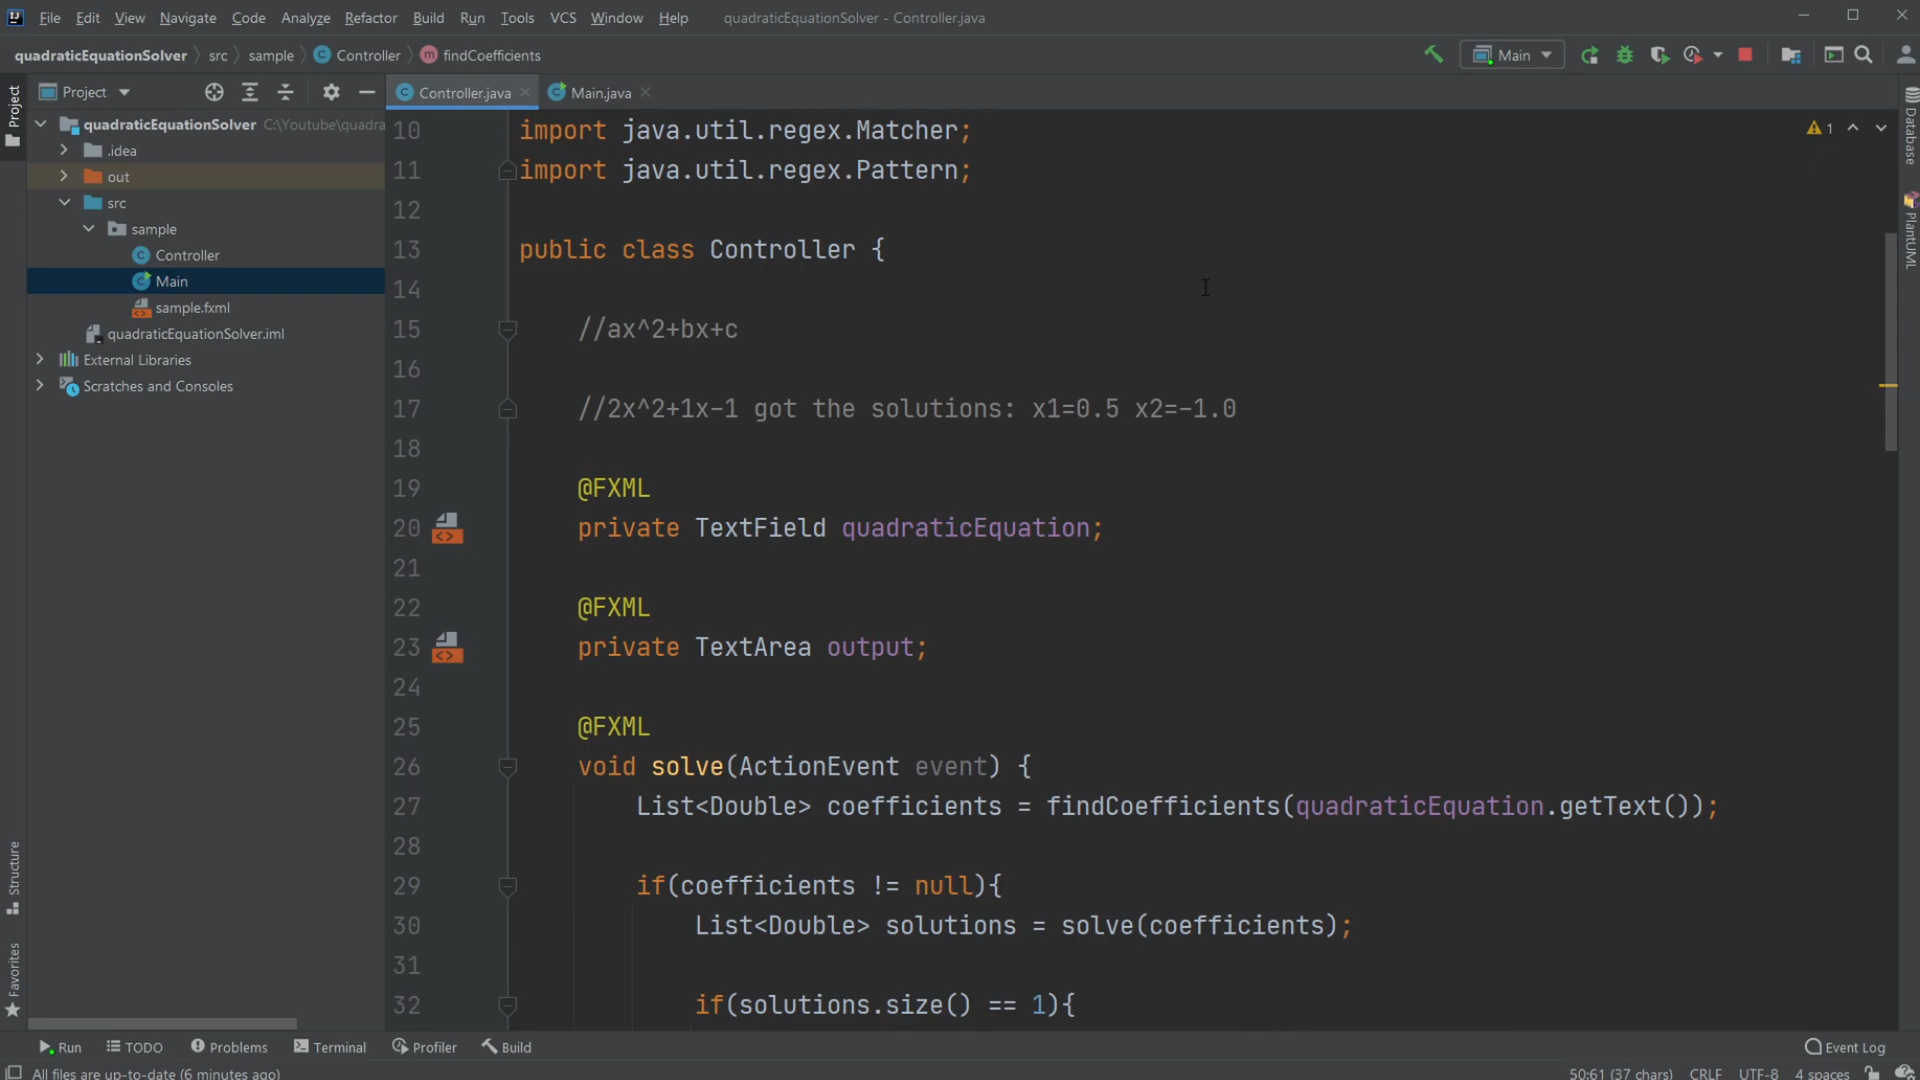 File Edit View Navigate Code Analyze Refactor Build Run Tools VCS Window Help quadraticEquationSolver - Controller.java
quadraticEquationSolver src sample Controller findCoefficients Main
Project
Project
Controller.java Main.java
quadraticEquationSolver C:\Youtube\quadra
.idea
out
src
sample
Controller
Main
sample.fxml
quadraticEquationSolver.iml
External Libraries
Scratches and Consoles
1
10 import java.util.regex.Matcher;
11 import java.util.regex.Pattern;
12
13 public class Controller {
14
15 //ax^2+bx+c
16
17 //2x^2+1x-1 got the solutions: x1=0.5 x2=-1.0
18
19 @FXML
20 private TextField quadraticEquation;
21
22 @FXML
23 private TextArea output;
24
25 @FXML
26 void solve(ActionEvent event) {
27 List<Double> coefficients = findCoefficients(quadraticEquation.getText());
28
29 if(coefficients != null){
30 List<Double> solutions = solve(coefficients);
31
32 if(solutions.size() == 1){
Database
PlantUML
Structure
Favorites
Run TODO Problems Terminal Profiler Build Event Log
All files are up-to-date (6 minutes ago) 50:61 (37 chars) CRLF UTF-8 4 spaces